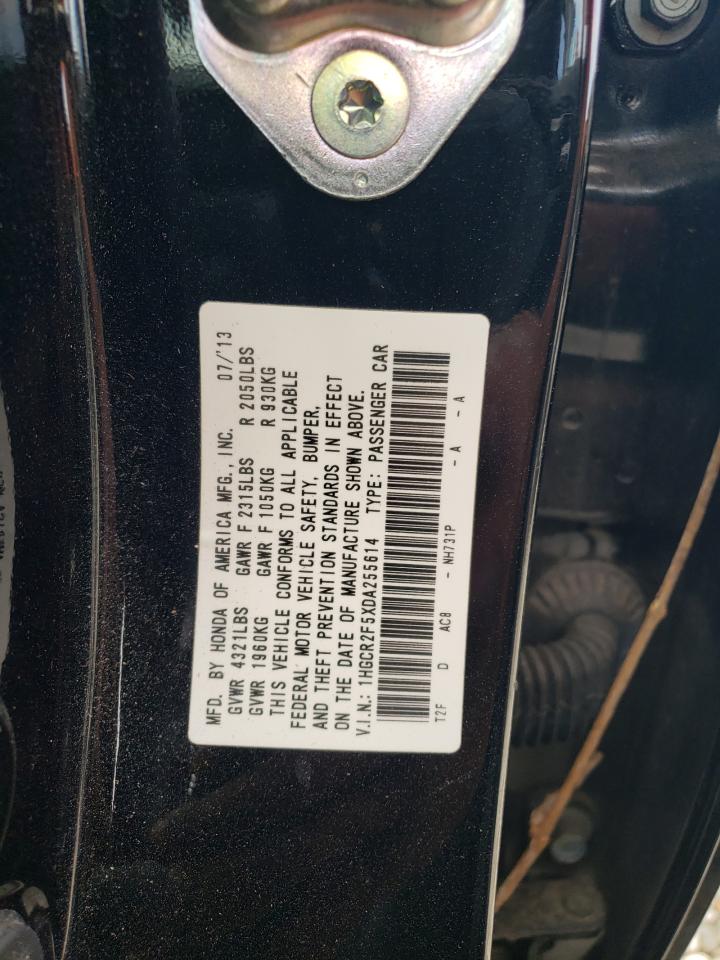 MFD. BY HONDA OF AMERICA MFG., INC. 07/'13
GVWR 4321LBS GAWR F 2315LBS R 2050LBS
GVWR 1960KG GAWR F 1050KG R 930KG
THIS VEHICLE CONFORMS TO ALL APPLICABLE
FEDERAL MOTOR VEHICLE SAFETY, BUMPER,
AND THEFT PREVENTION STANDARDS IN EFFECT
ON THE DATE OF MANUFACTURE SHOWN ABOVE.
V.I.N.: 1HGCR2F5XDA255614 TYPE: PASSENGER CAR
T2F D AC8 - NH731P - A - A